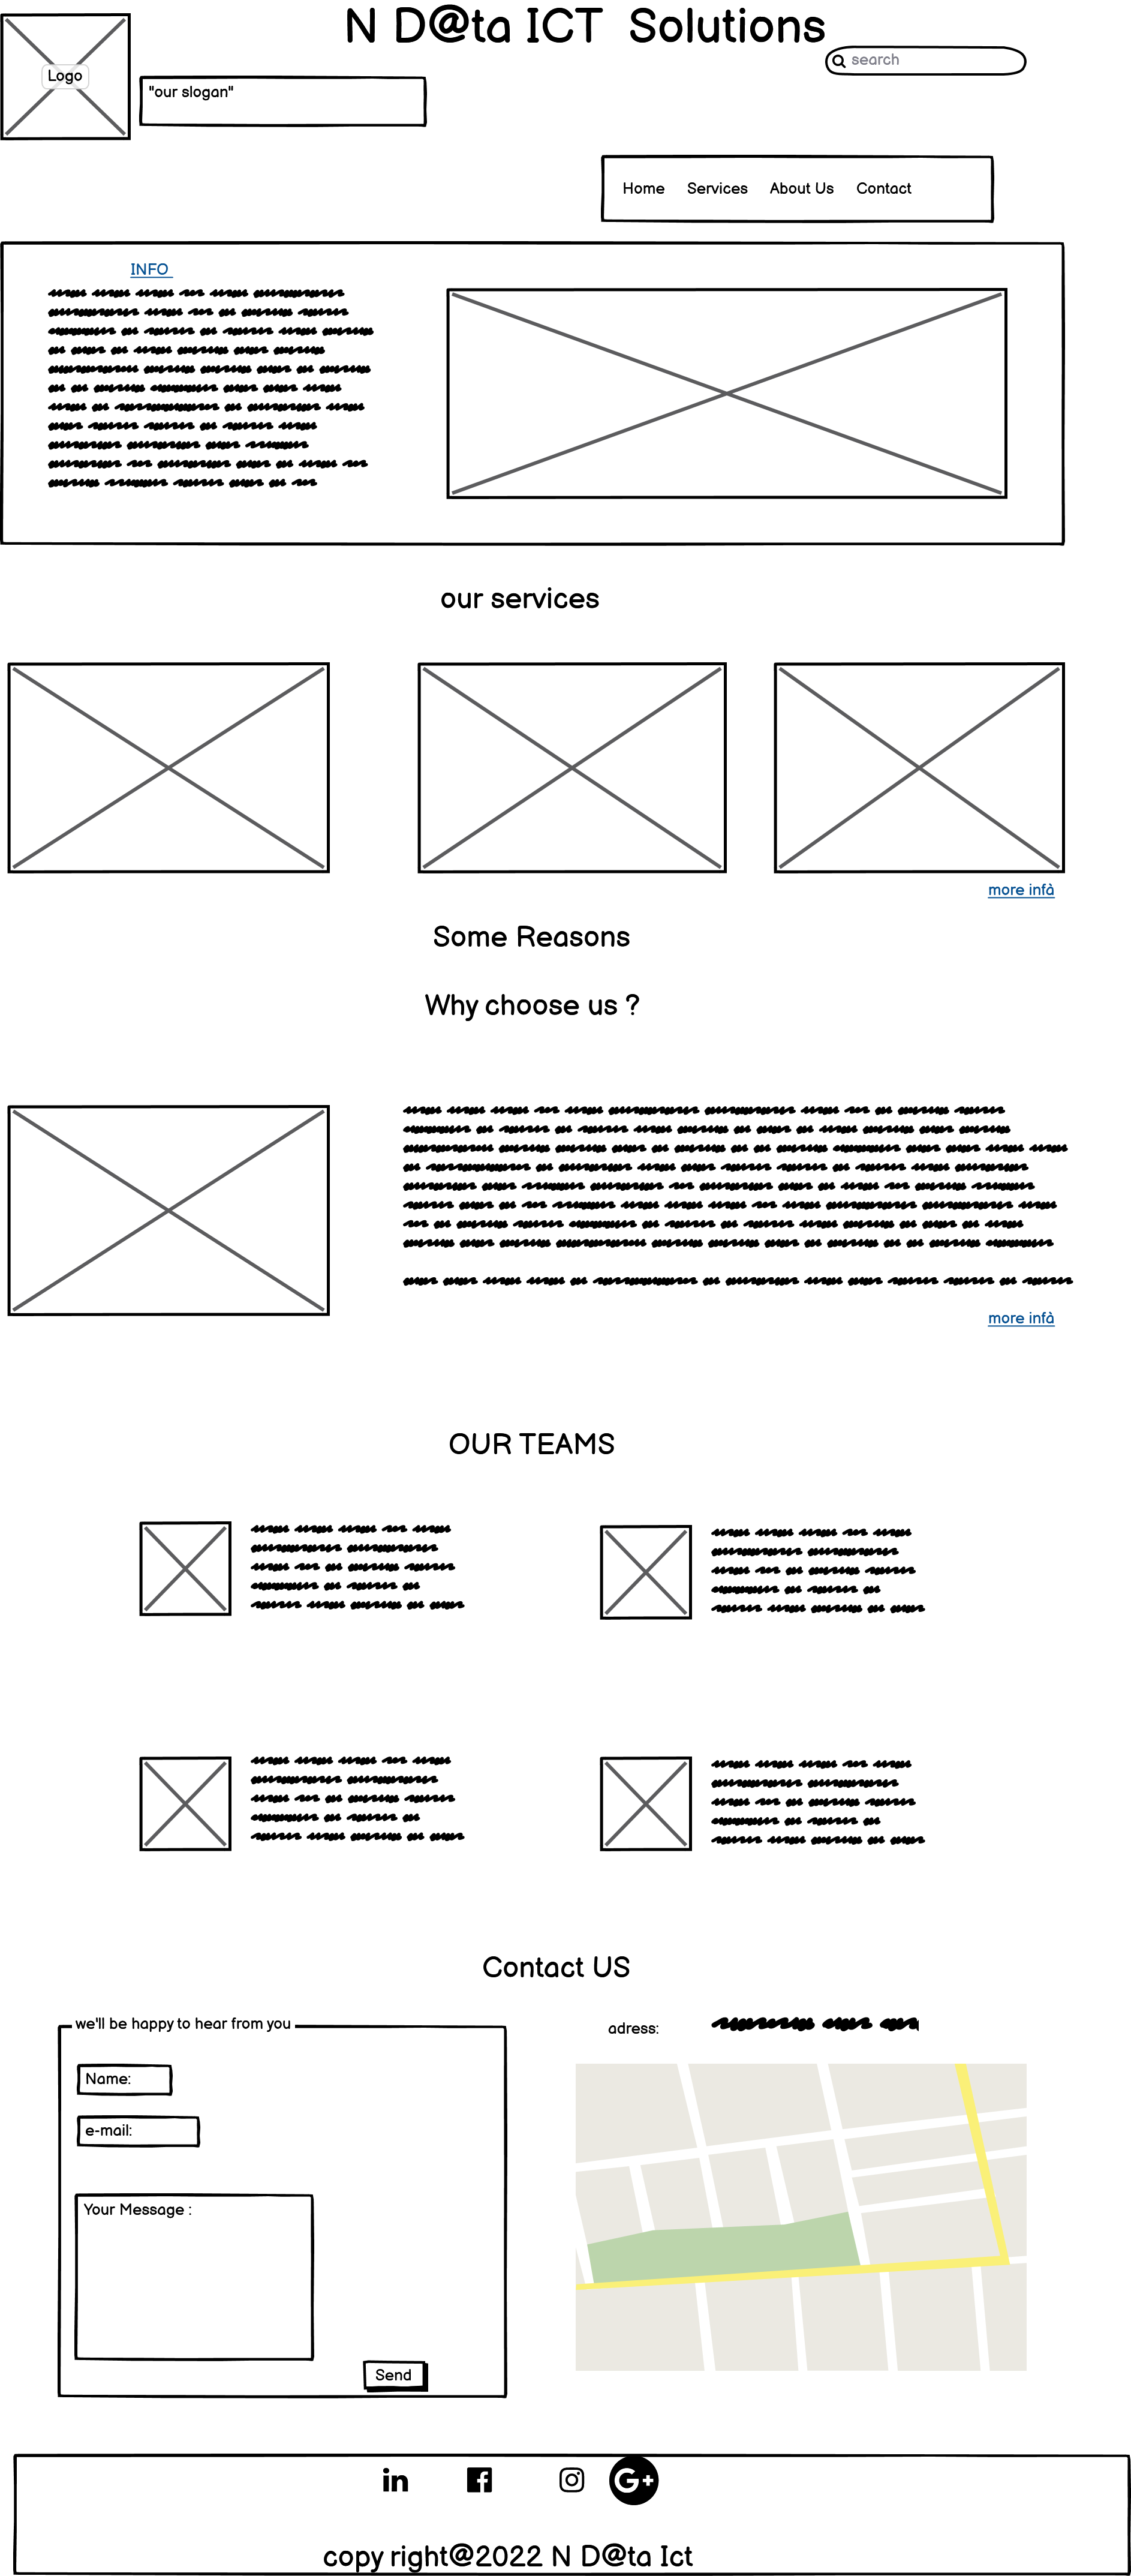 N D@ta ICT Solutions
search
Logo
"our slogan"
Home Services About Us Contact
INFO
our services
more infà
Some Reasons
Why choose us ?
more infà
OUR TEAMS
Contact US
we'll be happy to hear from you
adress:
Name:
e-mail:
Your Message :
Send
in
G+
copy right@2022 N D@ta Ict